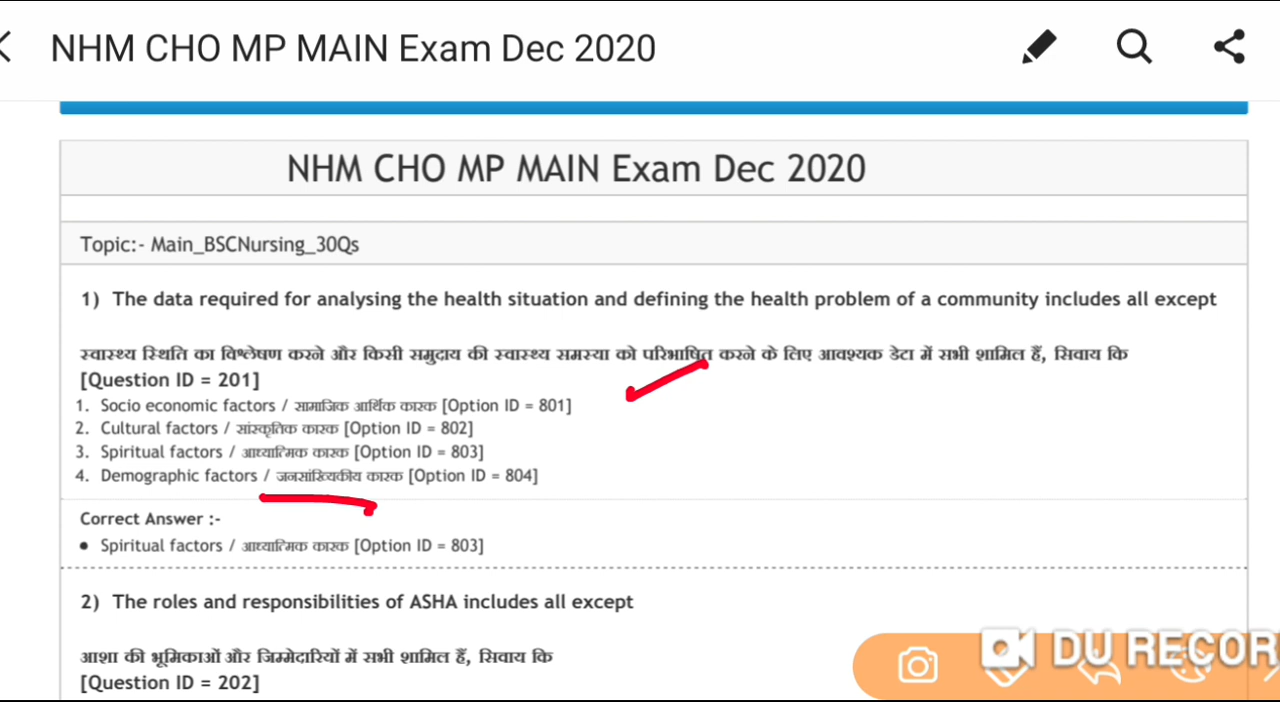 NHM CHO MP MAIN Exam Dec 2020
NHM CHO MP MAIN Exam Dec 2020
Topic:- Main_BSCNursing_30Qs
1) The data required for analysing the health situation and defining the health problem of a community includes all except
स्वास्थ्य स्थिति का विश्लेषण करने और किसी समुदाय की स्वास्थ्य समस्या को परिभाषित करने के लिए आवश्यक डेटा में सभी शामिल हैं, सिवाय कि
[Question ID = 201]
1. Socio economic factors / सामाजिक आर्थिक कारक [Option ID = 801]
2. Cultural factors / सांस्कृतिक कारक [Option ID = 802]
3. Spiritual factors / आध्यात्मिक कारक [Option ID = 803]
4. Demographic factors / जनसांख्यिकीय कारक [Option ID = 804]
Correct Answer :-
• Spiritual factors / आध्यात्मिक कारक [Option ID = 803]
2) The roles and responsibilities of ASHA includes all except
आशा की भूमिकाओं और जिम्मेदारियों में सभी शामिल हैं, सिवाय कि
[Question ID = 202]
DU RECOR